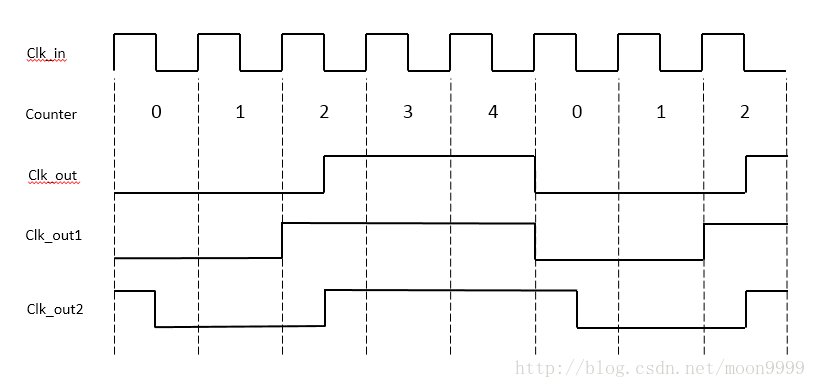 Clk_in
Counter 0 1 2 3 4 0 1 2
Clk_out
Clk_out1
Clk_out2
http://blog.csdn.net/moon9999